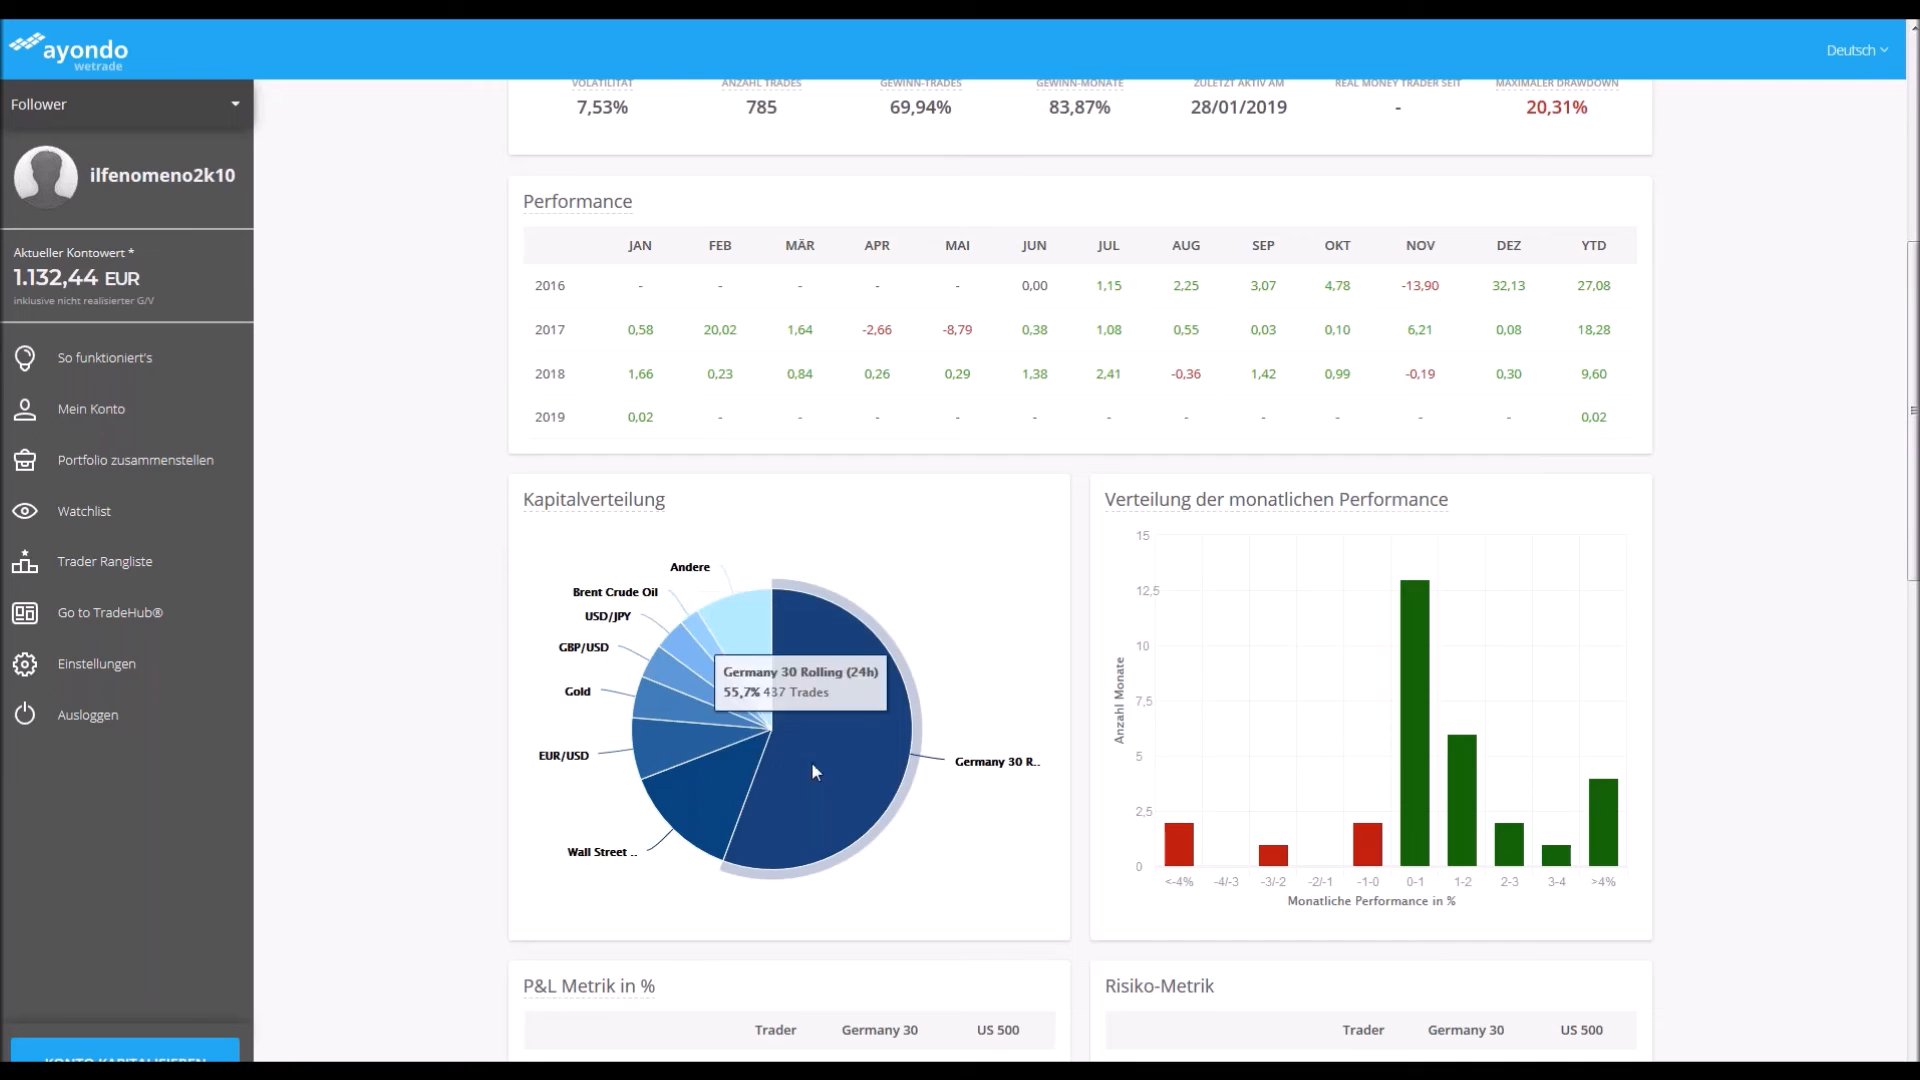 ayondo
wetrade
Deutsch
Follower
ilfenomeno2k10
Aktueller Kontowert *
1.132,44 EUR
inklusive nicht realisierter G/V
So funktioniert's
Mein Konto
Portfolio zusammenstellen
Watchlist
Trader Rangliste
Go to TradeHub®
Einstellungen
Ausloggen
KONTO KAPITALISIEREN
VOLATILITÄT ANZAHL TRADES GEWINN-TRADES GEWINN-MONATE ZULETZT AKTIV AM REAL MONEY TRADER SEIT MAXIMALER DRAWDOWN
7,53% 785 69,94% 83,87% 28/01/2019 - 20,31%
Performance
JAN FEB MÄR APR MAI JUN JUL AUG SEP OKT NOV DEZ YTD
2016 - - - - - 0,00 1,15 2,25 3,07 4,78 -13,90 32,13 27,08
2017 0,58 20,02 1,64 -2,66 -8,79 0,38 1,08 0,55 0,03 0,10 6,21 0,08 18,28
2018 1,66 0,23 0,84 0,26 0,29 1,38 2,41 -0,36 1,42 0,99 -0,19 0,30 9,60
2019 0,02 - - - - - - - - - - - 0,02
Kapitalverteilung
Andere
Brent Crude Oil
USD/JPY
GBP/USD
Gold
EUR/USD
Wall Street ..
Germany 30 R..
Germany 30 Rolling (24h)
55,7% 437 Trades
Verteilung der monatlichen Performance
Anzahl Monate
15
12,5
10
7,5
5
2,5
0
<-4% -4/-3 -3/-2 -2/-1 -1-0 0-1 1-2 2-3 3-4 >4%
Monatliche Performance in %
P&L Metrik in %
Trader Germany 30 US 500
Risiko-Metrik
Trader Germany 30 US 500